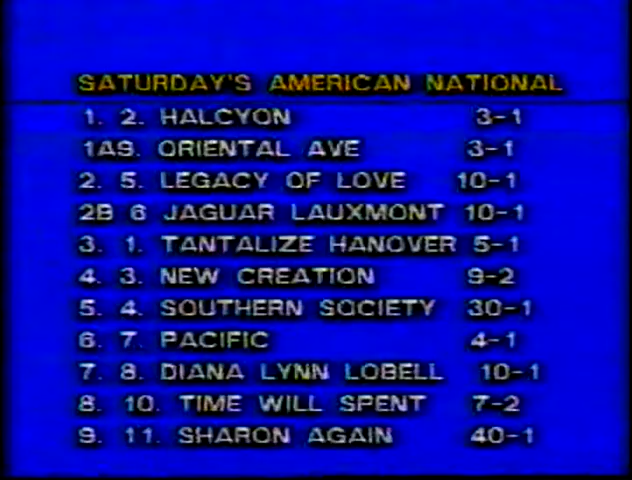 SATURDAY'S AMERICAN NATIONAL
1. 2. HALCYON 3-1
1A9. ORIENTAL AVE 3-1
2. 5. LEGACY OF LOVE 10-1
2B 6 JAGUAR LAUXMONT 10-1
3. 1. TANTALIZE HANOVER 5-1
4. 3. NEW CREATION 9-2
5. 4. SOUTHERN SOCIETY 30-1
6. 7. PACIFIC 4-1
7. 8. DIANA LYNN LOBELL 10-1
8. 10. TIME WILL SPENT 7-2
9. 11. SHARON AGAIN 40-1